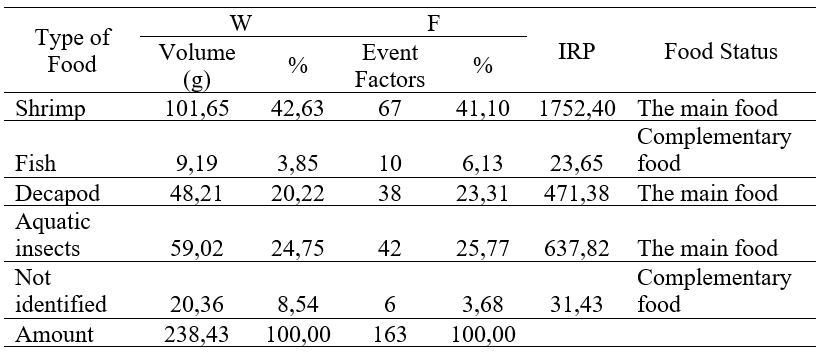 Type of Food W F IRP Food Status
Volume (g) % Event Factors %
Shrimp 101,65 42,63 67 41,10 1752,40 The main food
Fish 9,19 3,85 10 6,13 23,65 Complementary food
Decapod 48,21 20,22 38 23,31 471,38 The main food
Aquatic insects 59,02 24,75 42 25,77 637,82 The main food
Not identified 20,36 8,54 6 3,68 31,43 Complementary food
Amount 238,43 100,00 163 100,00